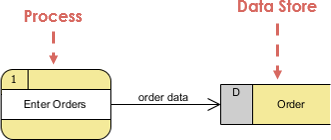 Process
Data Store
1
Enter Orders
order data
D
Order